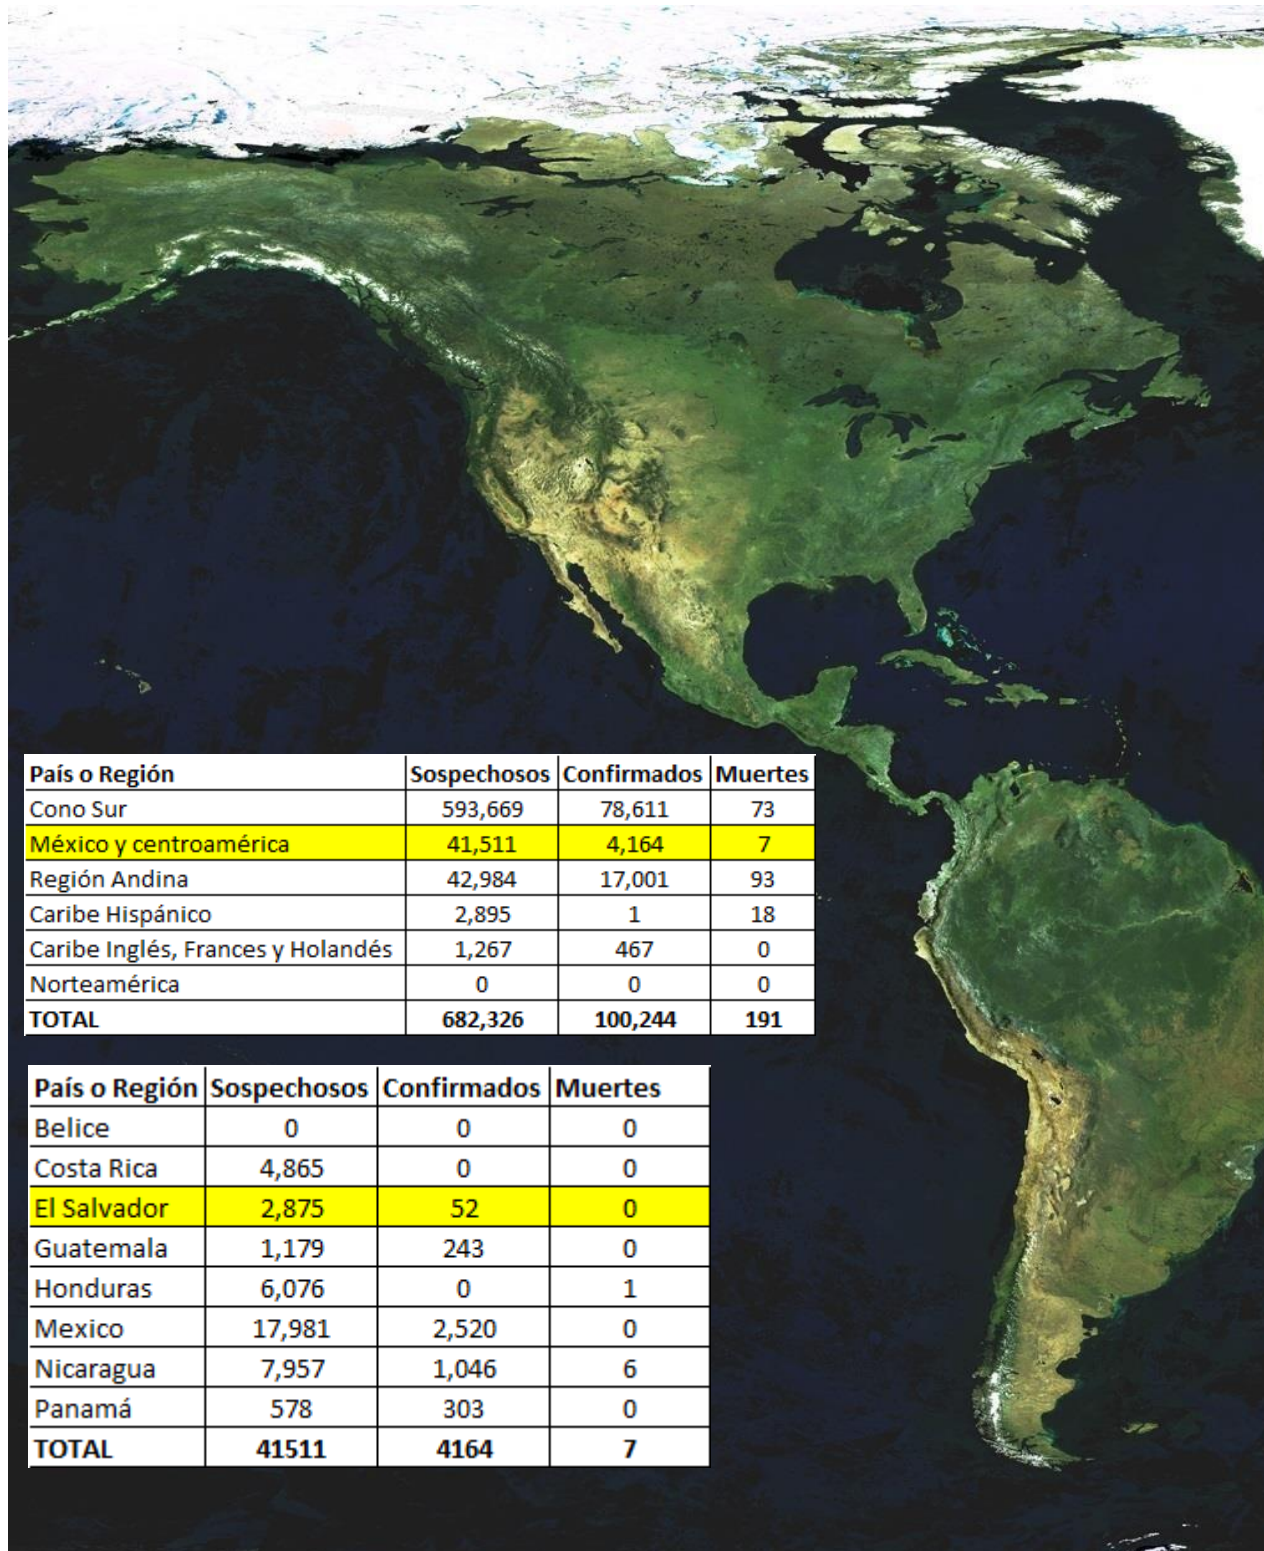 País o Región Sospechosos Confirmados Muertes
Cono Sur 593,669 78,611 73
México y centroamérica 41,511 4,164 7
Región Andina 42,984 17,001 93
Caribe Hispánico 2,895 1 18
Caribe Inglés, Frances y Holandés 1,267 467 0
Norteamérica 0 0 0
TOTAL 682,326 100,244 191
País o Región Sospechosos Confirmados Muertes
Belice 0 0 0
Costa Rica 4,865 0 0
El Salvador 2,875 52 0
Guatemala 1,179 243 0
Honduras 6,076 0 1
Mexico 17,981 2,520 0
Nicaragua 7,957 1,046 6
Panamá 578 303 0
TOTAL 41511 4164 7